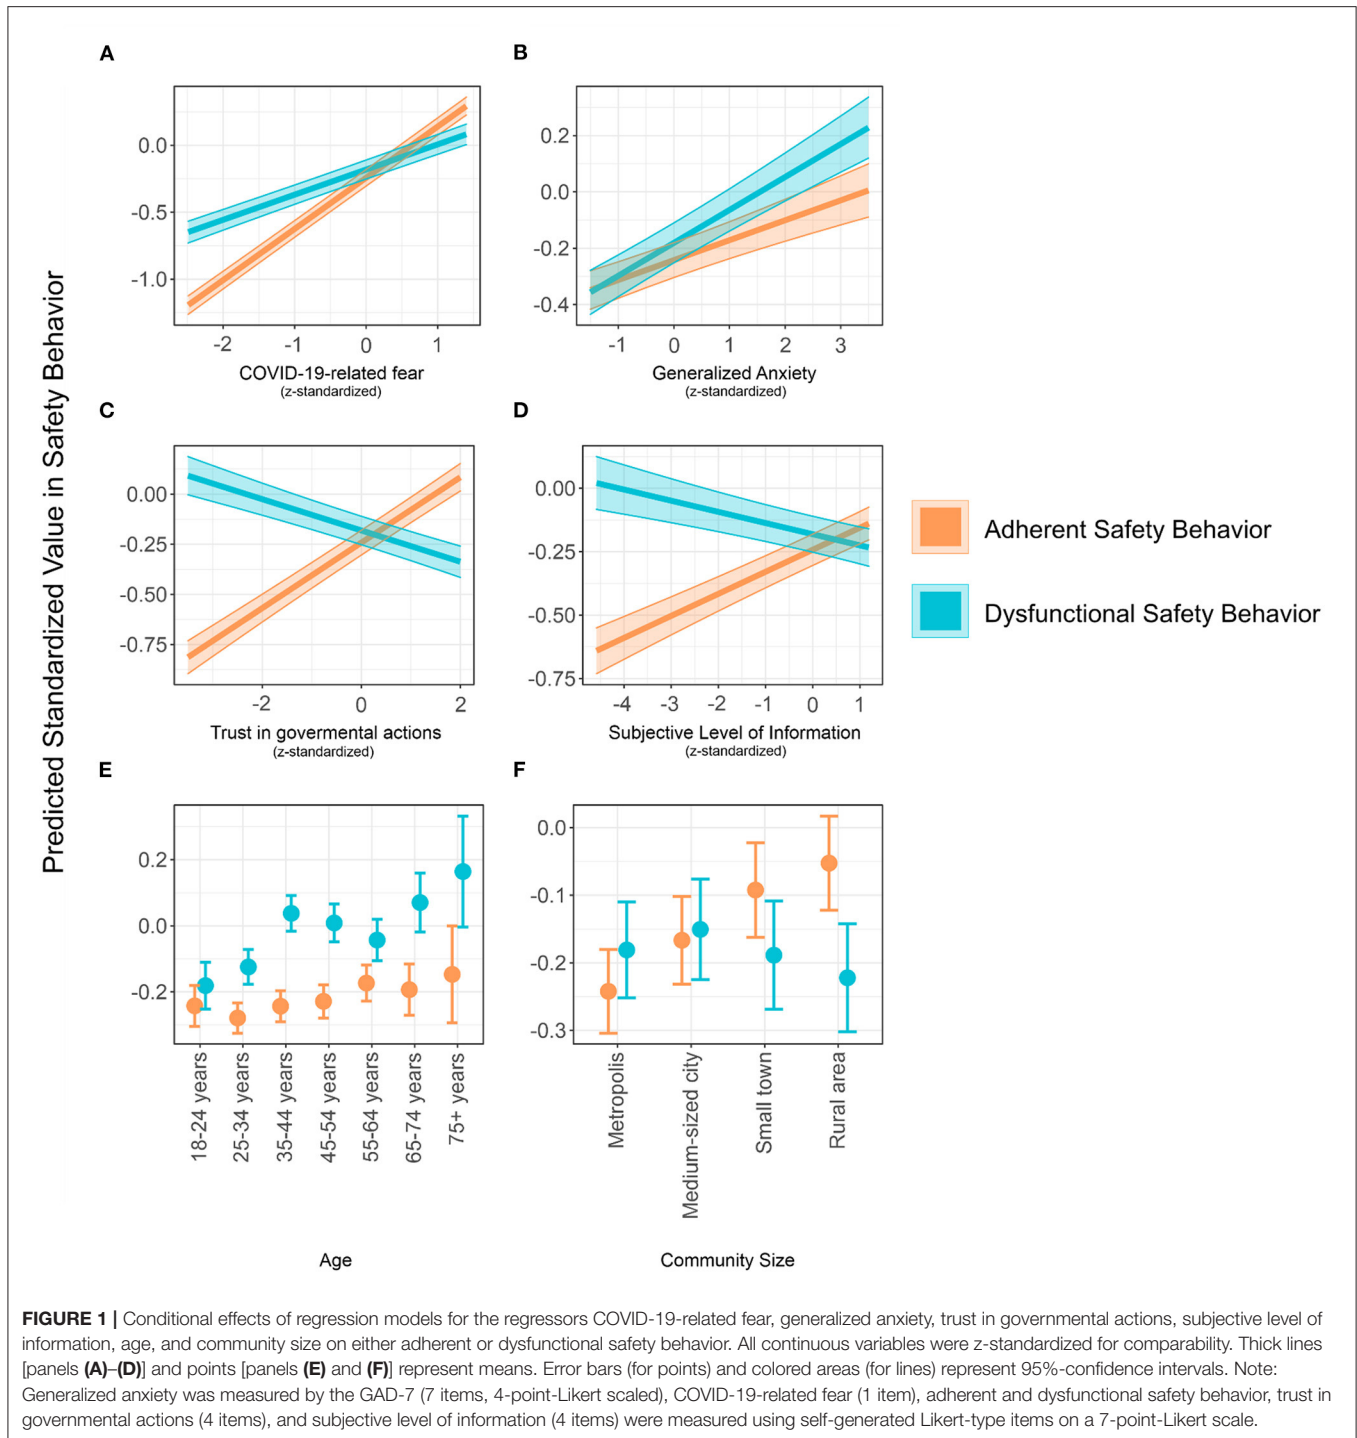 Predicted Standardized Value in Safety Behavior
A
0.0
-0.5
-1.0
-2 -1 0 1
COVID-19-related fear
(z-standardized)
B
0.2
0.0
-0.2
-0.4
-1 0 1 2 3
Generalized Anxiety
(z-standardized)
C
0.00
-0.25
-0.50
-0.75
-2 0 2
Trust in govermental actions
(z-standardized)
D
0.00
-0.25
-0.50
-0.75
-4 -3 -2 -1 0 1
Subjective Level of Information
(z-standardized)
Adherent Safety Behavior
Dysfunctional Safety Behavior
E
0.2
0.0
-0.2
18-24 years
25-34 years
35-44 years
45-54 years
55-64 years
65-74 years
75+ years
Age
F
0.0
-0.1
-0.2
-0.3
Metropolis
Medium-sized city
Small town
Rural area
Community Size
FIGURE 1 | Conditional effects of regression models for the regressors COVID-19-related fear, generalized anxiety, trust in governmental actions, subjective level of
information, age, and community size on either adherent or dysfunctional safety behavior. All continuous variables were z-standardized for comparability. Thick lines
[panels (A)–(D)] and points [panels (E) and (F)] represent means. Error bars (for points) and colored areas (for lines) represent 95%-confidence intervals. Note:
Generalized anxiety was measured by the GAD-7 (7 items, 4-point-Likert scaled), COVID-19-related fear (1 item), adherent and dysfunctional safety behavior, trust in
governmental actions (4 items), and subjective level of information (4 items) were measured using self-generated Likert-type items on a 7-point-Likert scale.